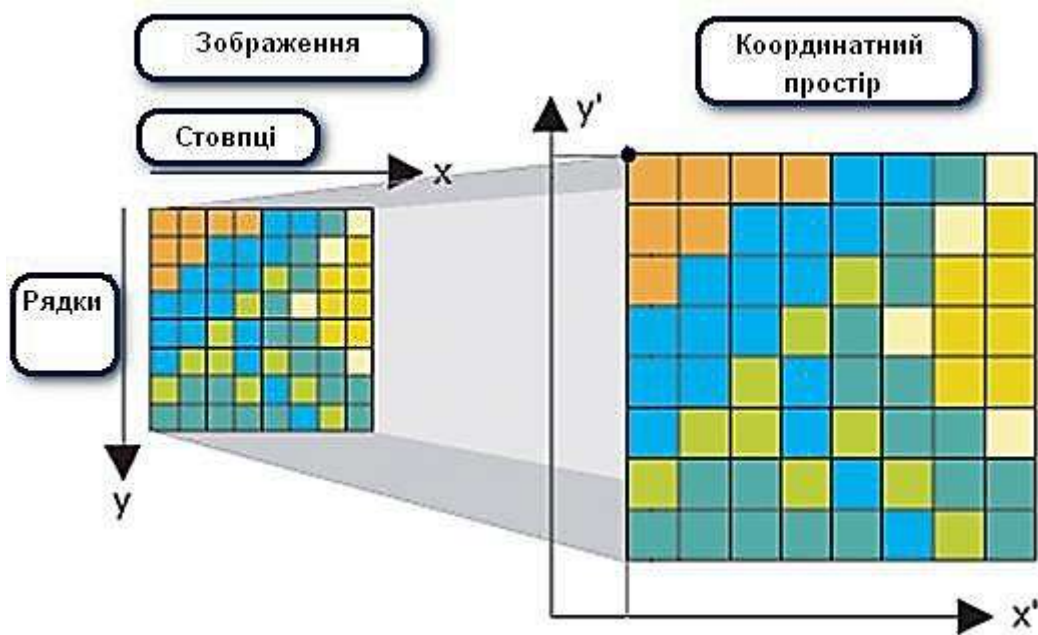 Зображення
Координатний
простір
Стовпці
x
y'
Рядки
y
x'